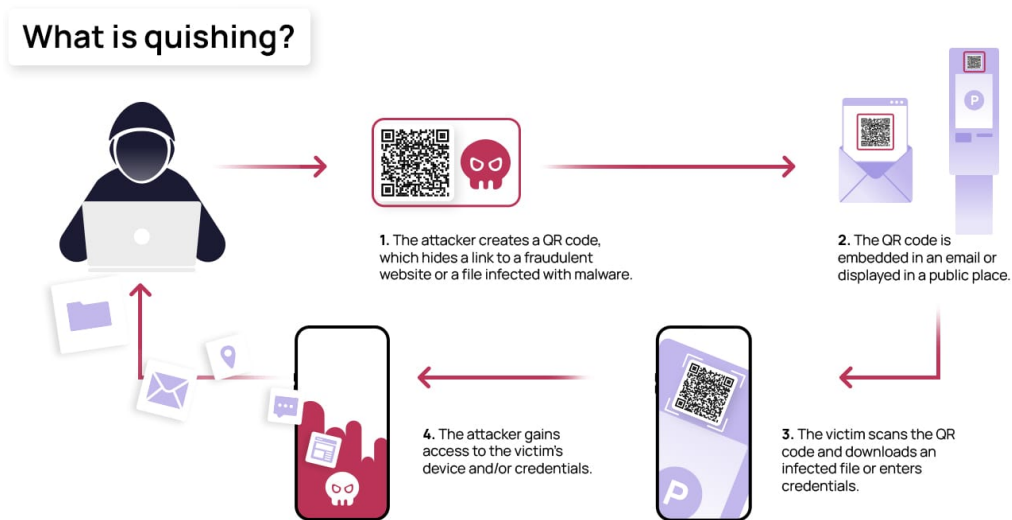 What is quishing?
1. The attacker creates a QR code,
which hides a link to a fraudulent
website or a file infected with malware.
P
2. The QR code is
embedded in an email or
displayed in a public place.
P
3. The victim scans the QR
code and downloads an
infected file or enters
credentials.
4. The attacker gains
access to the victim's
device and/or credentials.